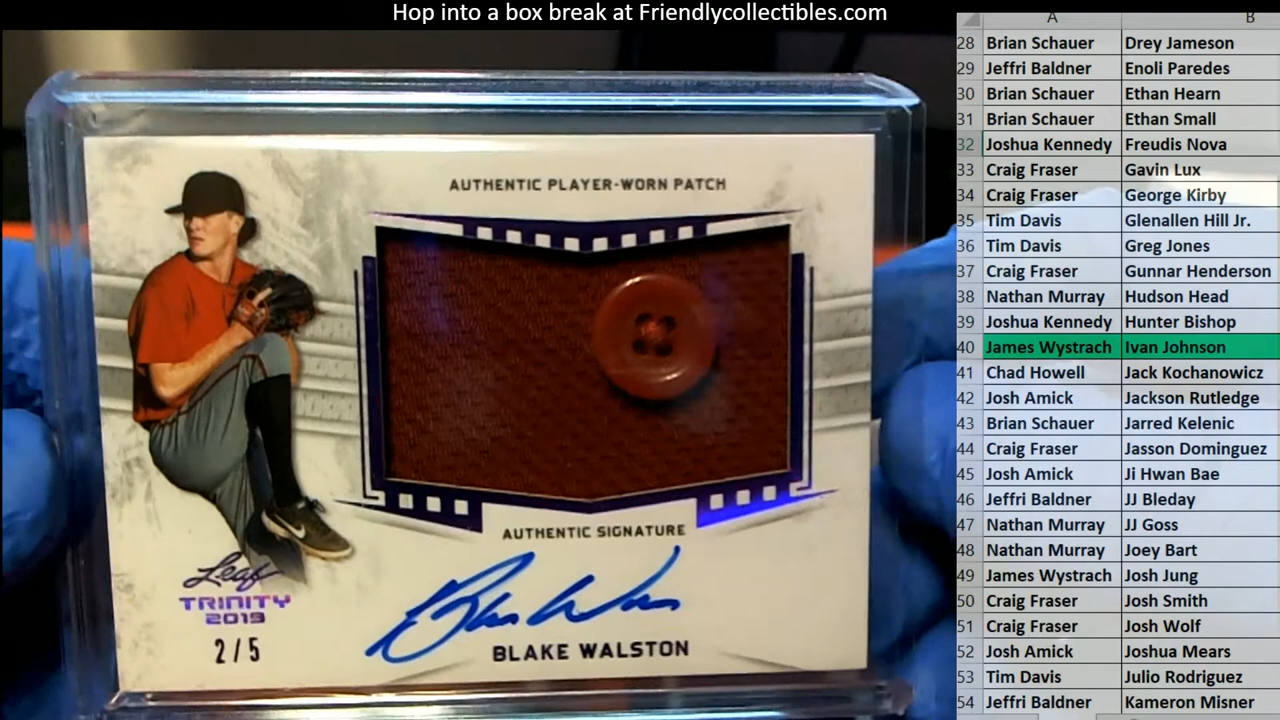 Hop into a box break at Friendlycollectibles.com
AUTHENTIC PLAYER-WORN PATCH
AUTHENTIC SIGNATURE
Leaf
TRINITY
2019
2/5
BLAKE WALSTON
A B
28 Brian Schauer Drey Jameson
29 Jeffri Baldner Enoli Paredes
30 Brian Schauer Ethan Hearn
31 Brian Schauer Ethan Small
32 Joshua Kennedy Freudis Nova
33 Craig Fraser Gavin Lux
34 Craig Fraser George Kirby
35 Tim Davis Glenallen Hill Jr.
36 Tim Davis Greg Jones
37 Craig Fraser Gunnar Henderson
38 Nathan Murray Hudson Head
39 Joshua Kennedy Hunter Bishop
40 James Wystrach Ivan Johnson
41 Chad Howell Jack Kochanowicz
42 Josh Amick Jackson Rutledge
43 Brian Schauer Jarred Kelenic
44 Craig Fraser Jasson Dominguez
45 Josh Amick Ji Hwan Bae
46 Jeffri Baldner JJ Bleday
47 Nathan Murray JJ Goss
48 Nathan Murray Joey Bart
49 James Wystrach Josh Jung
50 Craig Fraser Josh Smith
51 Craig Fraser Josh Wolf
52 Josh Amick Joshua Mears
53 Tim Davis Julio Rodriguez
54 Jeffri Baldner Kameron Misner